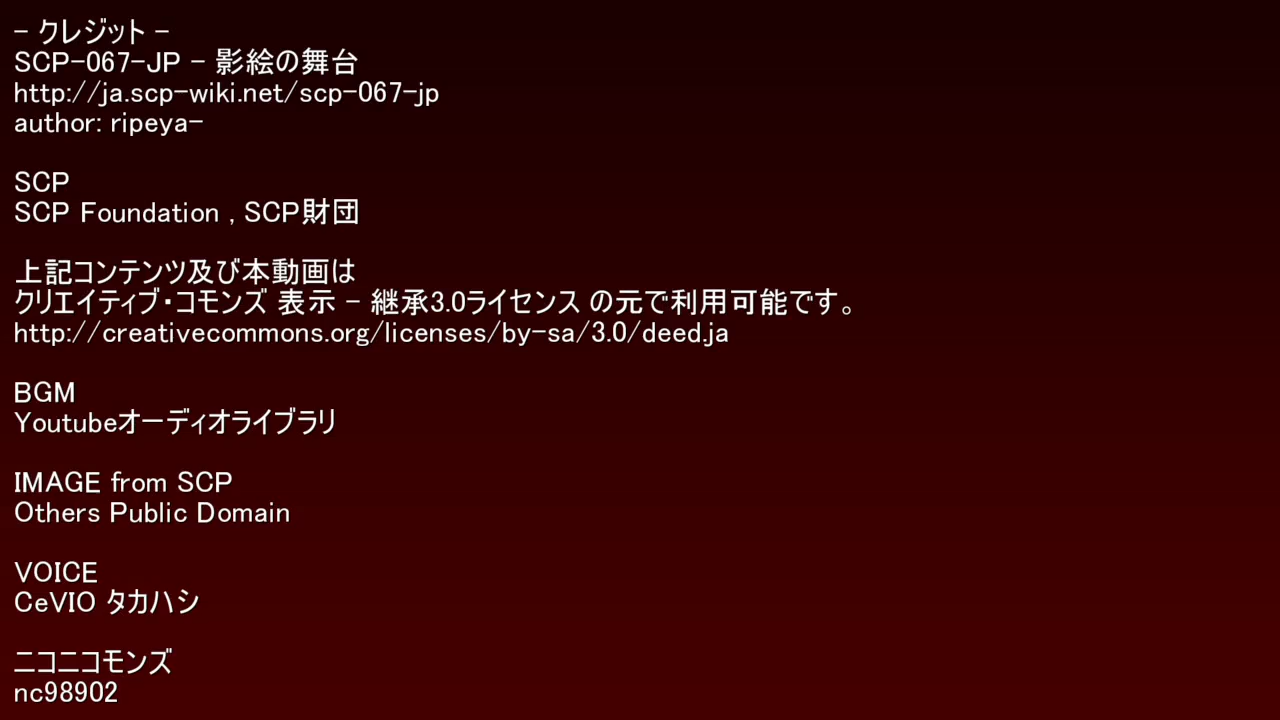 - クレジット -
SCP-067-JP - 影絵の舞台
http://ja.scp-wiki.net/scp-067-jp
author: ripeya-
SCP
SCP Foundation , SCP財団
上記コンテンツ及び本動画は
クリエイティブ・コモンズ 表示 - 継承3.0ライセンス の元で利用可能です。
http://creativecommons.org/licenses/by-sa/3.0/deed.ja
BGM
Youtubeオーディオライブラリ
IMAGE from SCP
Others Public Domain
VOICE
CeVIO タカハシ
ニコニコモンズ
nc98902